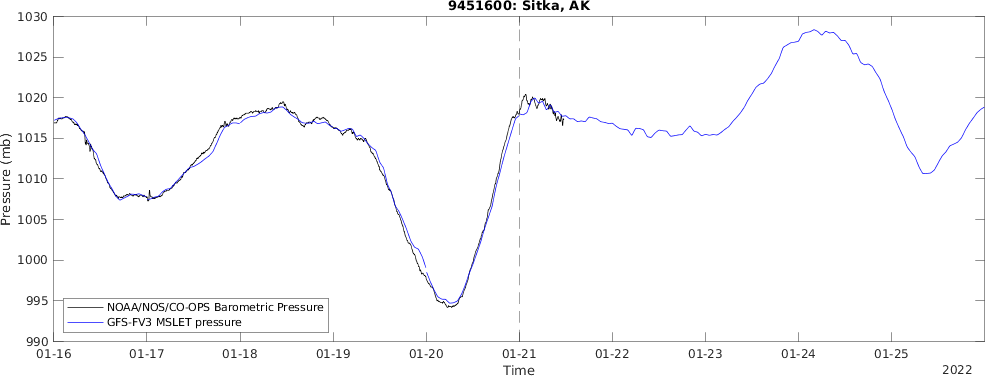 9451600: Sitka, AK
1030
1025
1020
1015
1010
1005
1000
995
990
Pressure (mb)
NOAA/NOS/CO-OPS Barometric Pressure
GFS-FV3 MSLET pressure
01-16 01-17 01-18 01-19 01-20 01-21 01-22 01-23 01-24 01-25
Time
2022